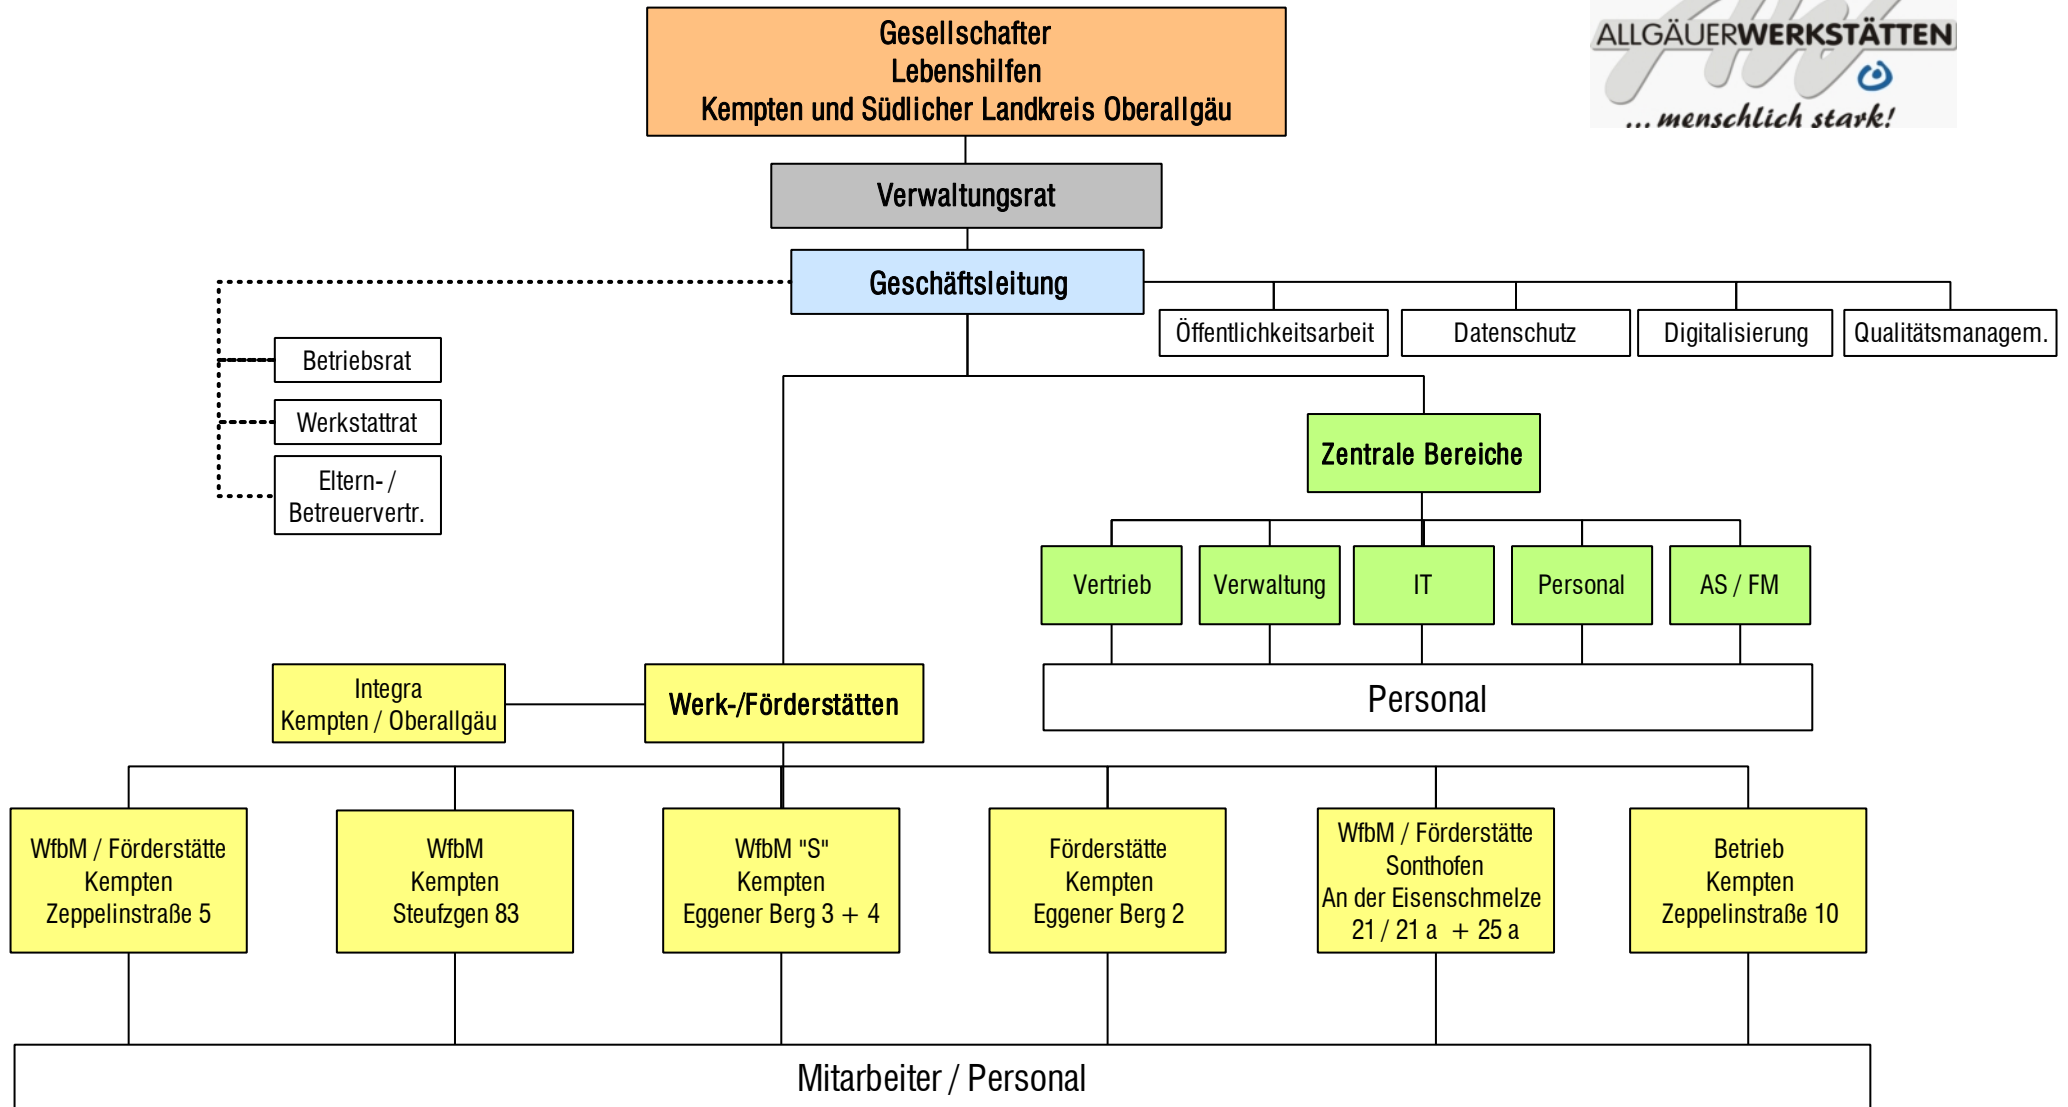 Gesellschafter
Lebenshilfen
Kempten und Südlicher Landkreis Oberallgäu
ALLGÄUERWERKSTÄTTEN
...menschlich stark!
Verwaltungsrat
Geschäftsleitung
Öffentlichkeitsarbeit
Datenschutz
Digitalisierung
Qualitätsmanagem.
Betriebsrat
Werkstattrat
Eltern- /
Betreuervertr.
Zentrale Bereiche
Vertrieb
Verwaltung
IT
Personal
AS / FM
Personal
Integra
Kempten / Oberallgäu
Werk-/Förderstätten
WfbM / Förderstätte
Kempten
Zeppelinstraße 5
WfbM
Kempten
Steufzgen 83
WfbM "S"
Kempten
Eggener Berg 3 + 4
Förderstätte
Kempten
Eggener Berg 2
WfbM / Förderstätte
Sonthofen
An der Eisenschmelze
21 / 21 a + 25 a
Betrieb
Kempten
Zeppelinstraße 10
Mitarbeiter / Personal